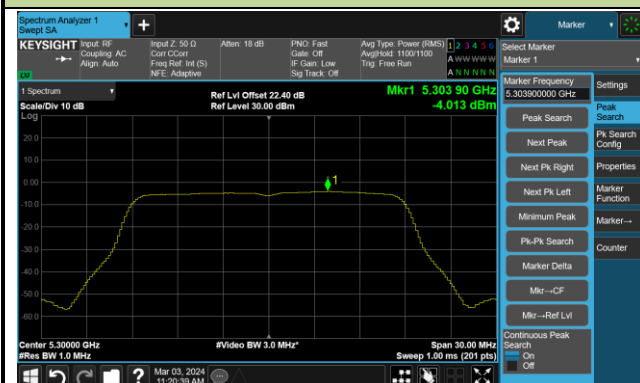 Spectrum Analyzer 1
Swept SA
+
Marker
KEYSIGHT
Input: RF
Coupling: AC
Align: Auto
Input Z: 50 Ω
Corr CCorr
Freq Ref: Int (S)
NFE: Adaptive
Atten: 18 dB
PNO: Fast
Gate: Off
IF Gain: Low
Sig Track: Off
Avg Type: Power (RMS)
Avg|Hold: 1100/1100
Trig: Free Run
1 2 3 4 5 6
A W W W W W
A N N N N N
Select Marker
Marker 1
1 Spectrum
Scale/Div 10 dB
Log
Ref Lvl Offset 22.40 dB
Ref Level 30.00 dBm
Mkr1 5.303 90 GHz
-4.013 dBm
20.0
10.0
0.00
-10.0
-20.0
-30.0
-40.0
-50.0
-60.0
1
Center 5.30000 GHz
#Res BW 1.0 MHz
#Video BW 3.0 MHz*
Span 30.00 MHz
Sweep 1.00 ms (201 pts)
Marker Frequency
5.303900000 GHz
Peak Search
Next Peak
Next Pk Right
Next Pk Left
Minimum Peak
Pk-Pk Search
Marker Delta
Mkr→CF
Mkr→Ref Lvl
Continuous Peak
Search
On
Off
Settings
Peak
Search
Pk Search
Config
Properties
Marker
Function
Marker→
Counter
?
Mar 03, 2024
11:20:39 AM